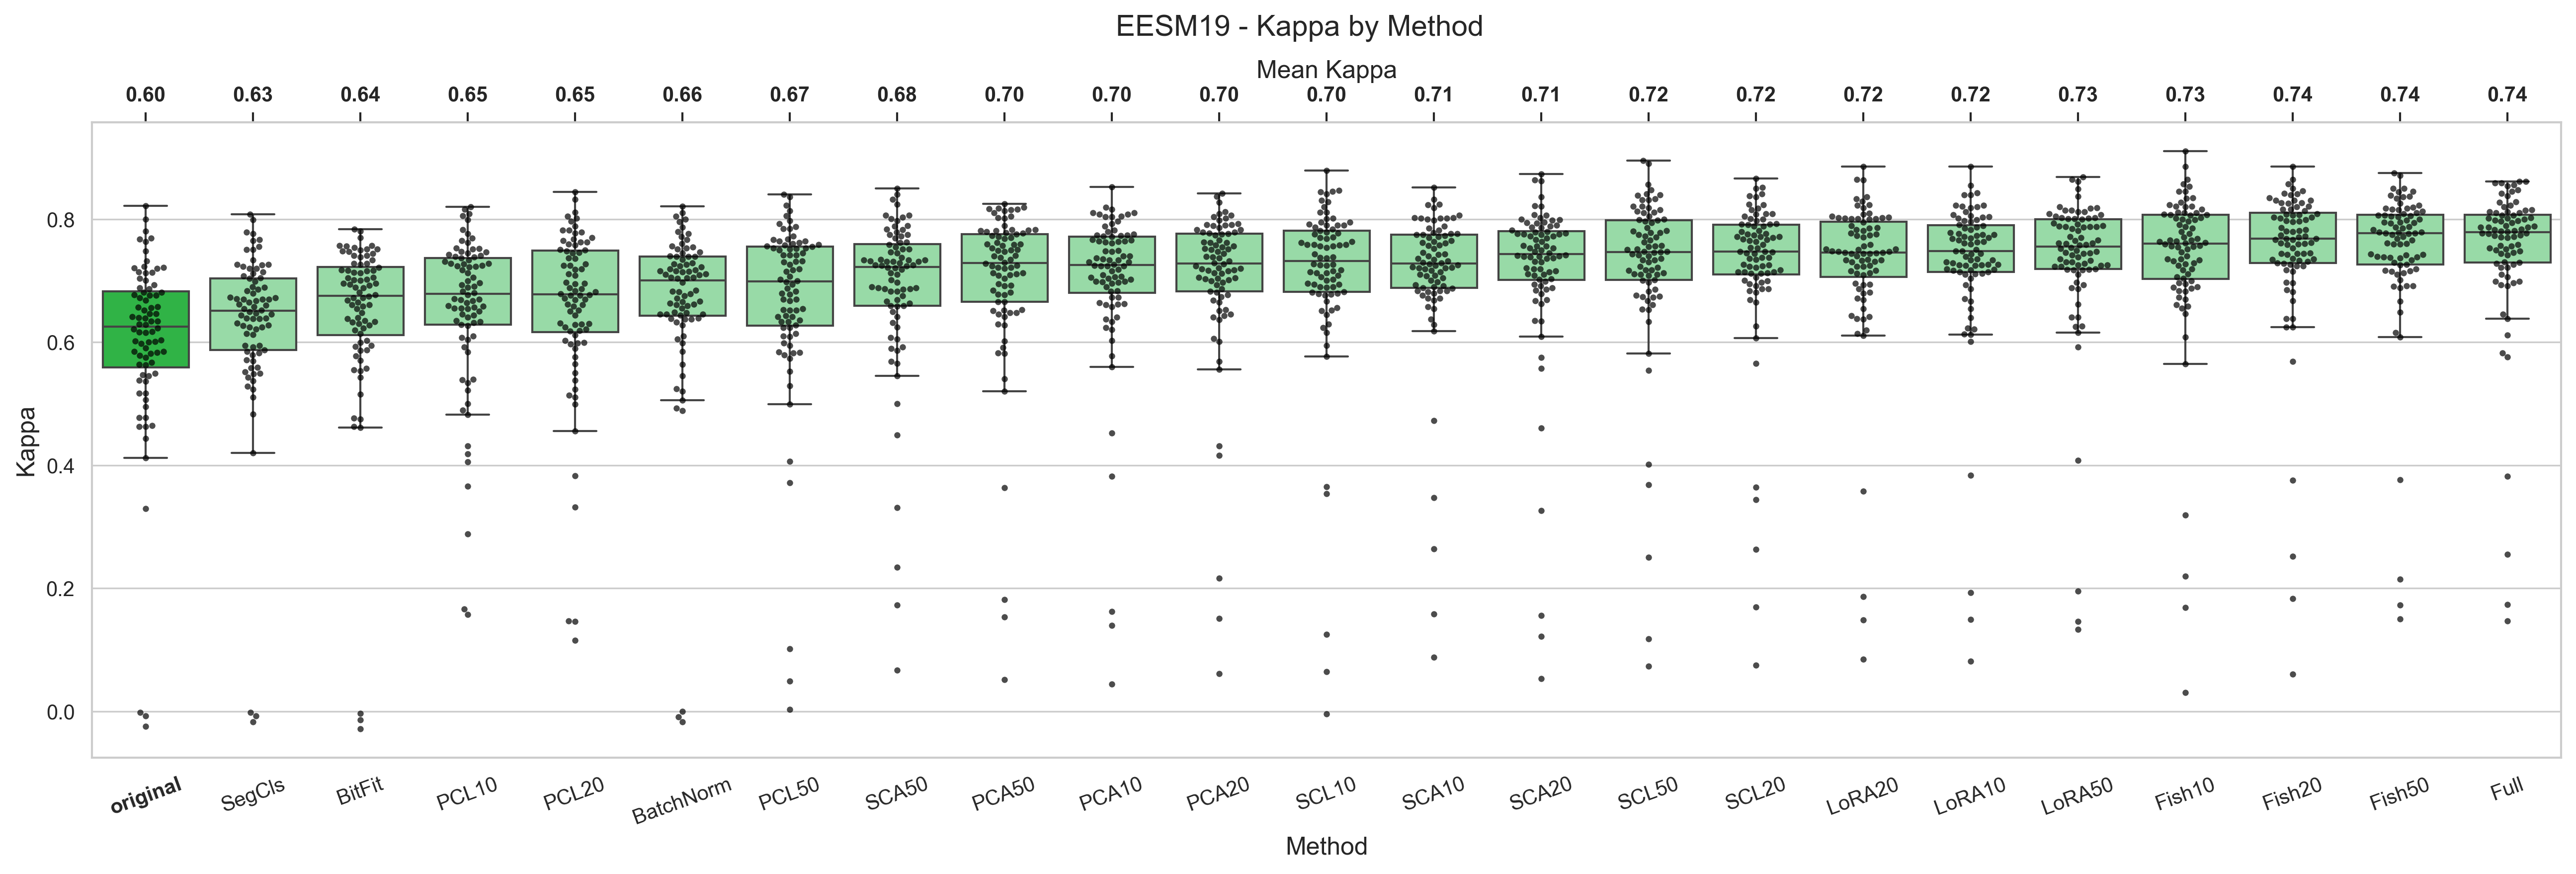 EESM19 - Kappa by Method
Mean Kappa
0.60 0.63 0.64 0.65 0.65 0.66 0.67 0.68 0.70 0.70 0.70 0.70 0.71 0.71 0.72 0.72 0.72 0.72 0.73 0.73 0.74 0.74 0.74
Kappa
0.8
0.6
0.4
0.2
0.0
original SegCls BitFit PCL10 PCL20 BatchNorm PCL50 SCA50 PCA50 PCA10 PCA20 SCL10 SCA10 SCA20 SCL50 SCL20 LoRA20 LoRA10 LoRA50 Fish10 Fish20 Fish50 Full
Method